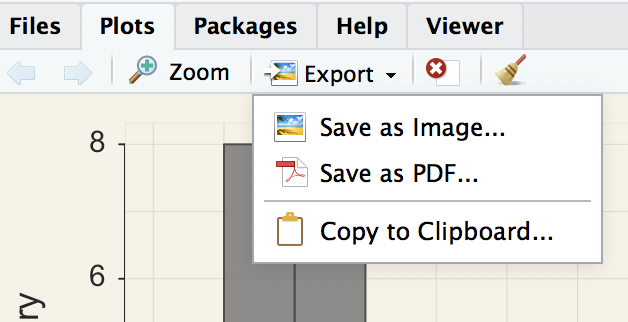 Files Plots Packages Help Viewer
Zoom Export
Save as Image...
Save as PDF...
Copy to Clipboard...
8
6